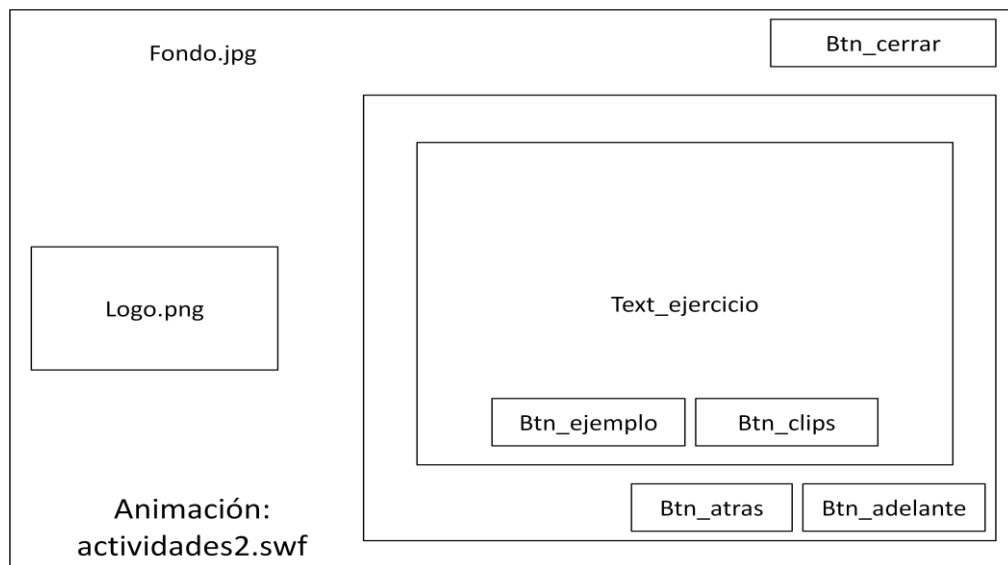 Fondo.jpg
Btn_cerrar
Logo.png
Text_ejercicio
Btn_ejemplo
Btn_clips
Btn_atras
Btn_adelante
Animación:
actividades2.swf